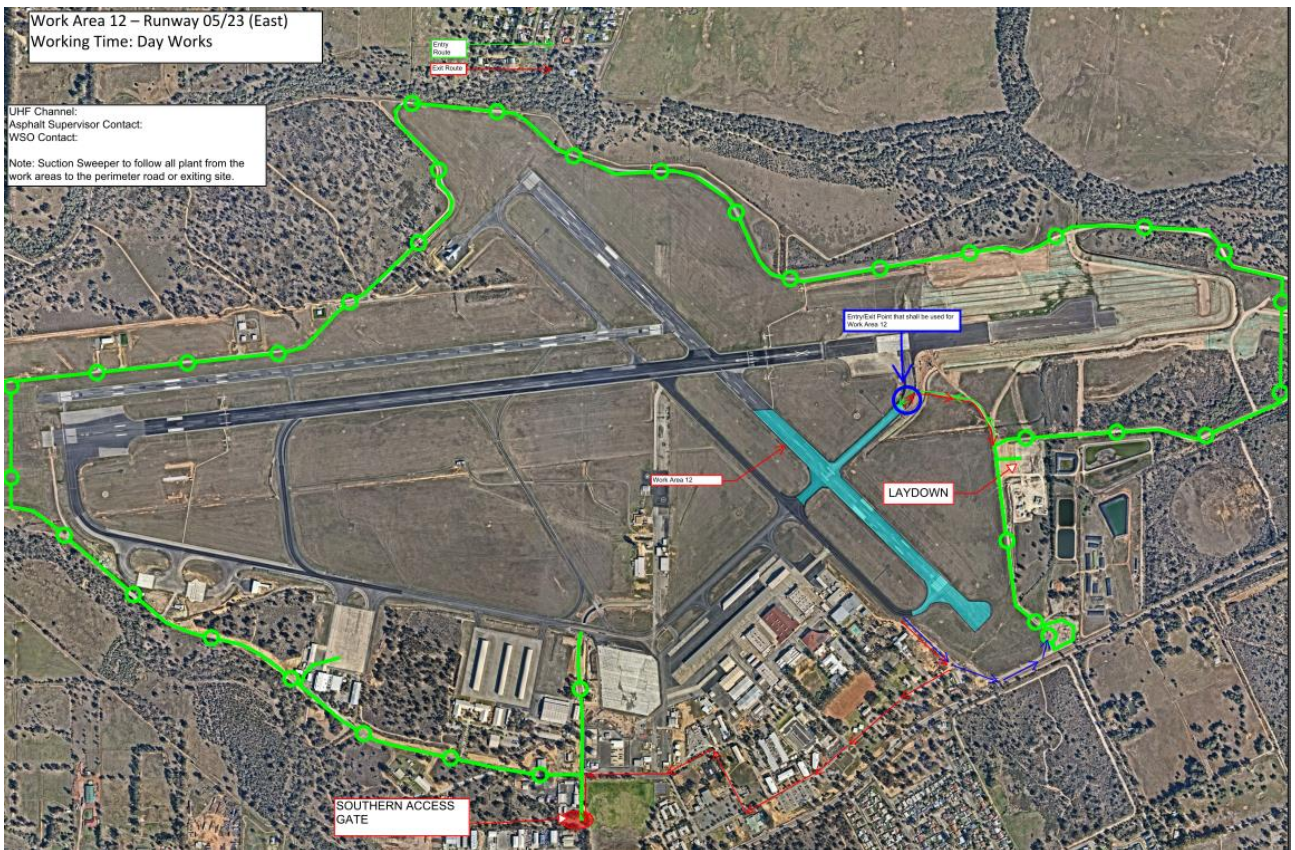 Work Area 12 – Runway 05/23 (East)
Working Time: Day Works
Entry
Route
Exit Route
UHF Channel:
Asphalt Supervisor Contact:
WSO Contact:
Note: Suction Sweeper to follow all plant from the
work areas to the perimeter road or exiting site.
Entry/Exit Point that shall be used for
Work Area 12
Work Area 12
LAYDOWN
SOUTHERN ACCESS
GATE